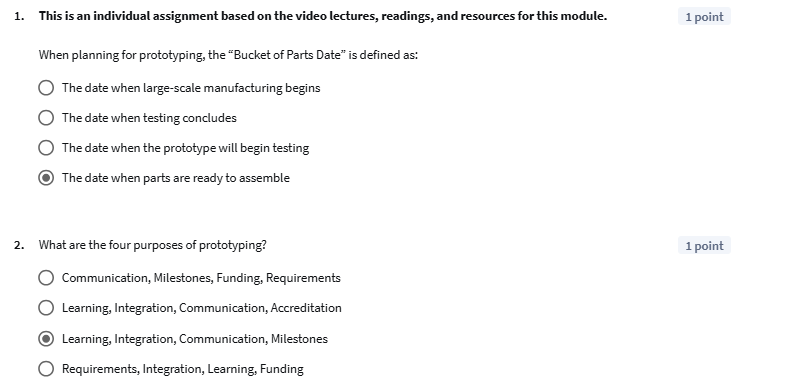 1. This is an individual assignment based on the video lectures, readings, and resources for this module. 1 point
When planning for prototyping, the “Bucket of Parts Date” is defined as:
The date when large-scale manufacturing begins
The date when testing concludes
The date when the prototype will begin testing
The date when parts are ready to assemble
2. What are the four purposes of prototyping? 1 point
Communication, Milestones, Funding, Requirements
Learning, Integration, Communication, Accreditation
Learning, Integration, Communication, Milestones
Requirements, Integration, Learning, Funding